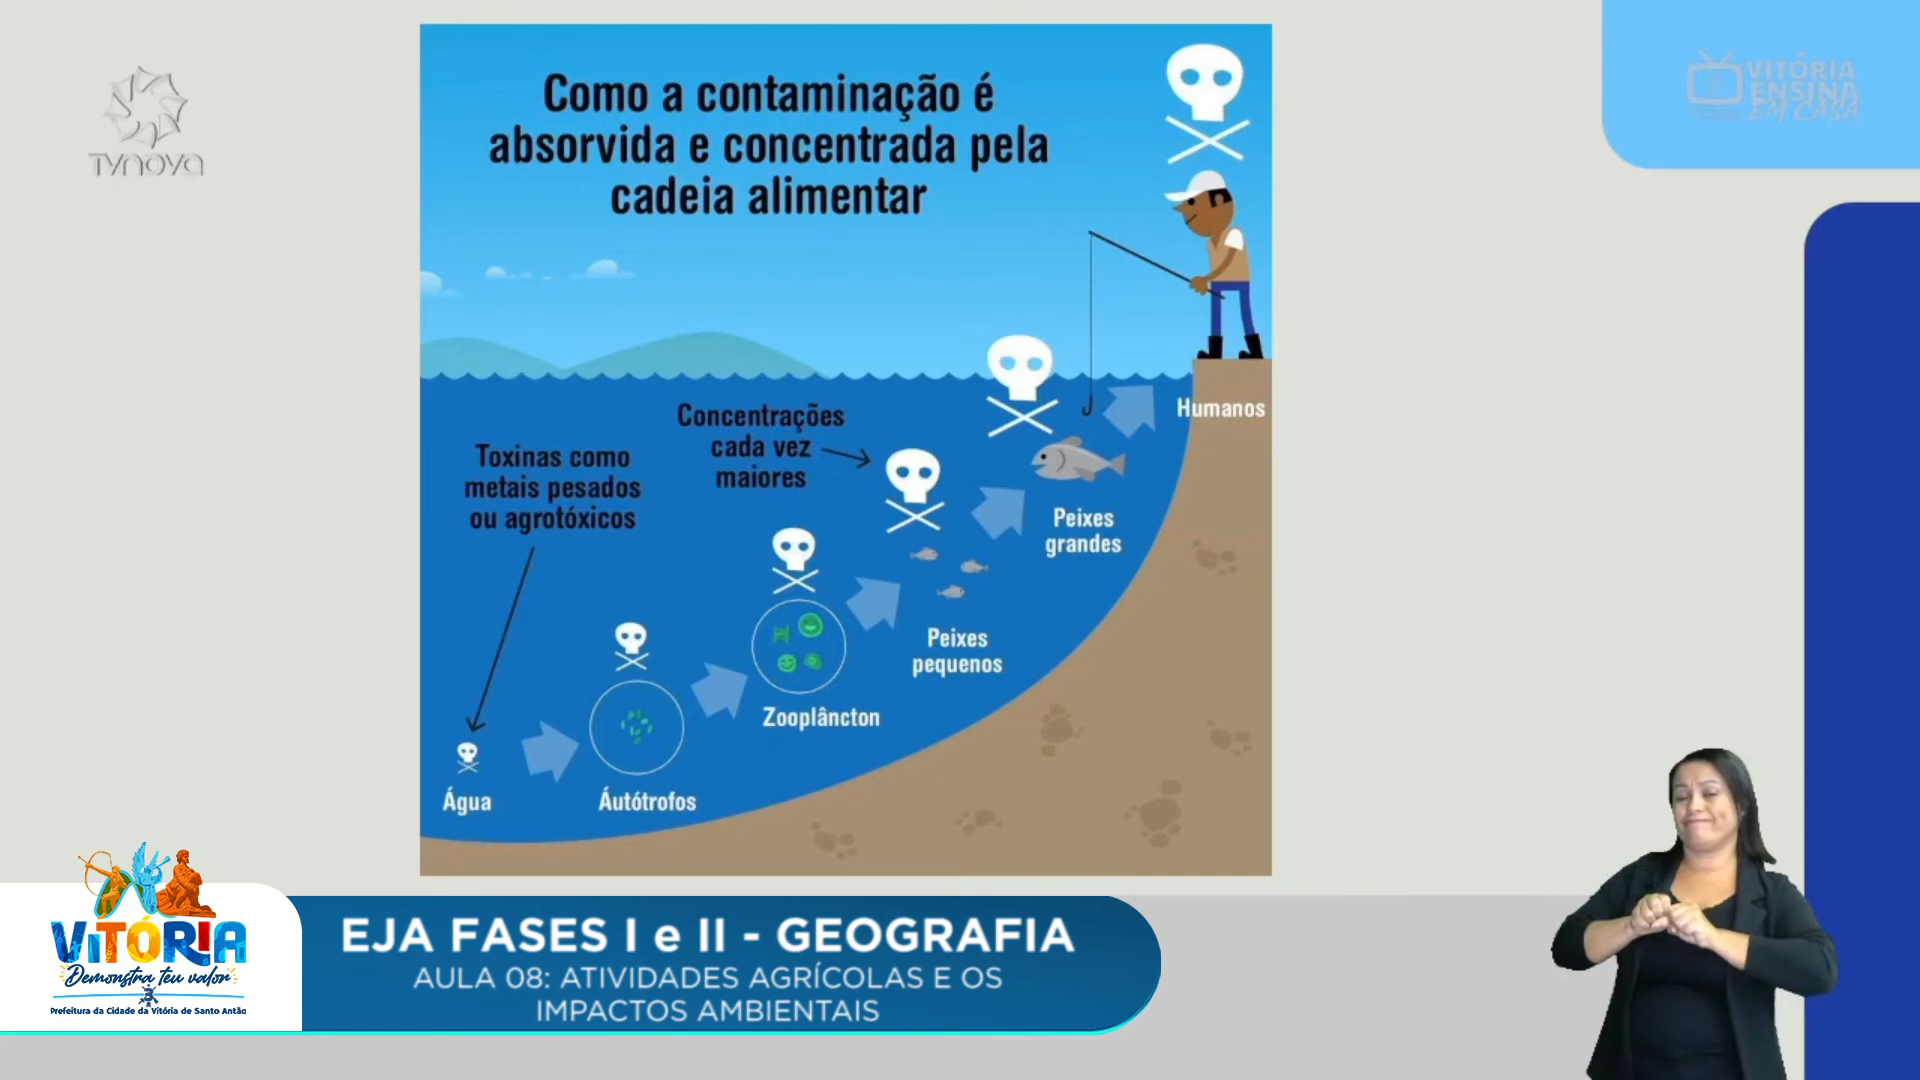 Como a contaminação é
absorvida e concentrada pela
cadeia alimentar
TVNOVA
VITÓRIA
ENSINA
EM CASA
Concentrações
cada vez
maiores
Toxinas como
metais pesados
ou agrotóxicos
Humanos
Peixes
grandes
Peixes
pequenos
Zooplâncton
Água
Áutótrofos
VITÓRIA
Demonstra teu valor
Prefeitura da Cidade da Vitória de Santo Antão
EJA FASES I e II - GEOGRAFIA
AULA 08: ATIVIDADES AGRÍCOLAS E OS
IMPACTOS AMBIENTAIS